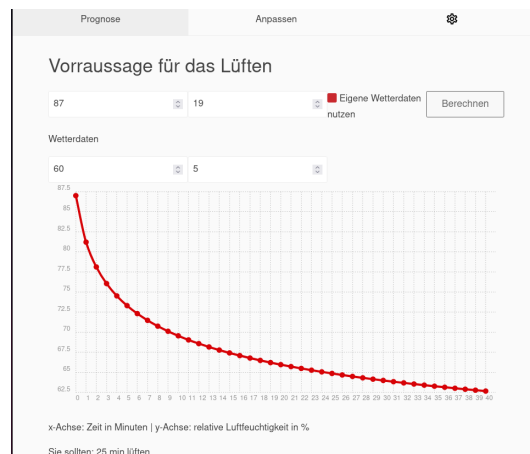 Prognose Anpassen
Vorraussage für das Lüften
87 19 Eigene Wetterdaten nutzen Berechnen
Wetterdaten
60 5
87.5
85
82.5
80
77.5
75
72.5
70
67.5
65
62.5
0 1 2 3 4 5 6 7 8 9 10 11 12 13 14 15 16 17 18 19 20 21 22 23 24 25 26 27 28 29 30 31 32 33 34 35 36 37 38 39 40
x-Achse: Zeit in Minuten | y-Achse: relative Luftfeuchtigkeit in %
Sie sollten: 25 min lüften